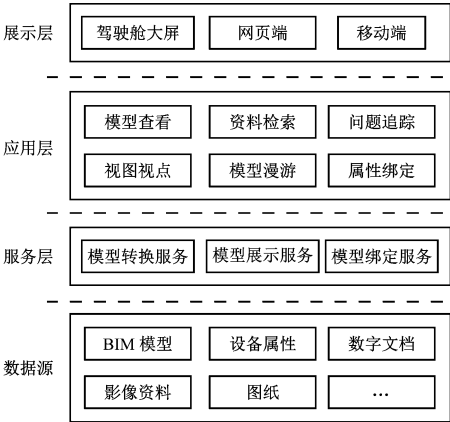 展示层
驾驶舱大屏 网页端 移动端
应用层
模型查看 资料检索 问题追踪
视图视点 模型漫游 属性绑定
服务层
模型转换服务 模型展示服务 模型绑定服务
数据源
BIM 模型 设备属性 数字文档
影像资料 图纸 …